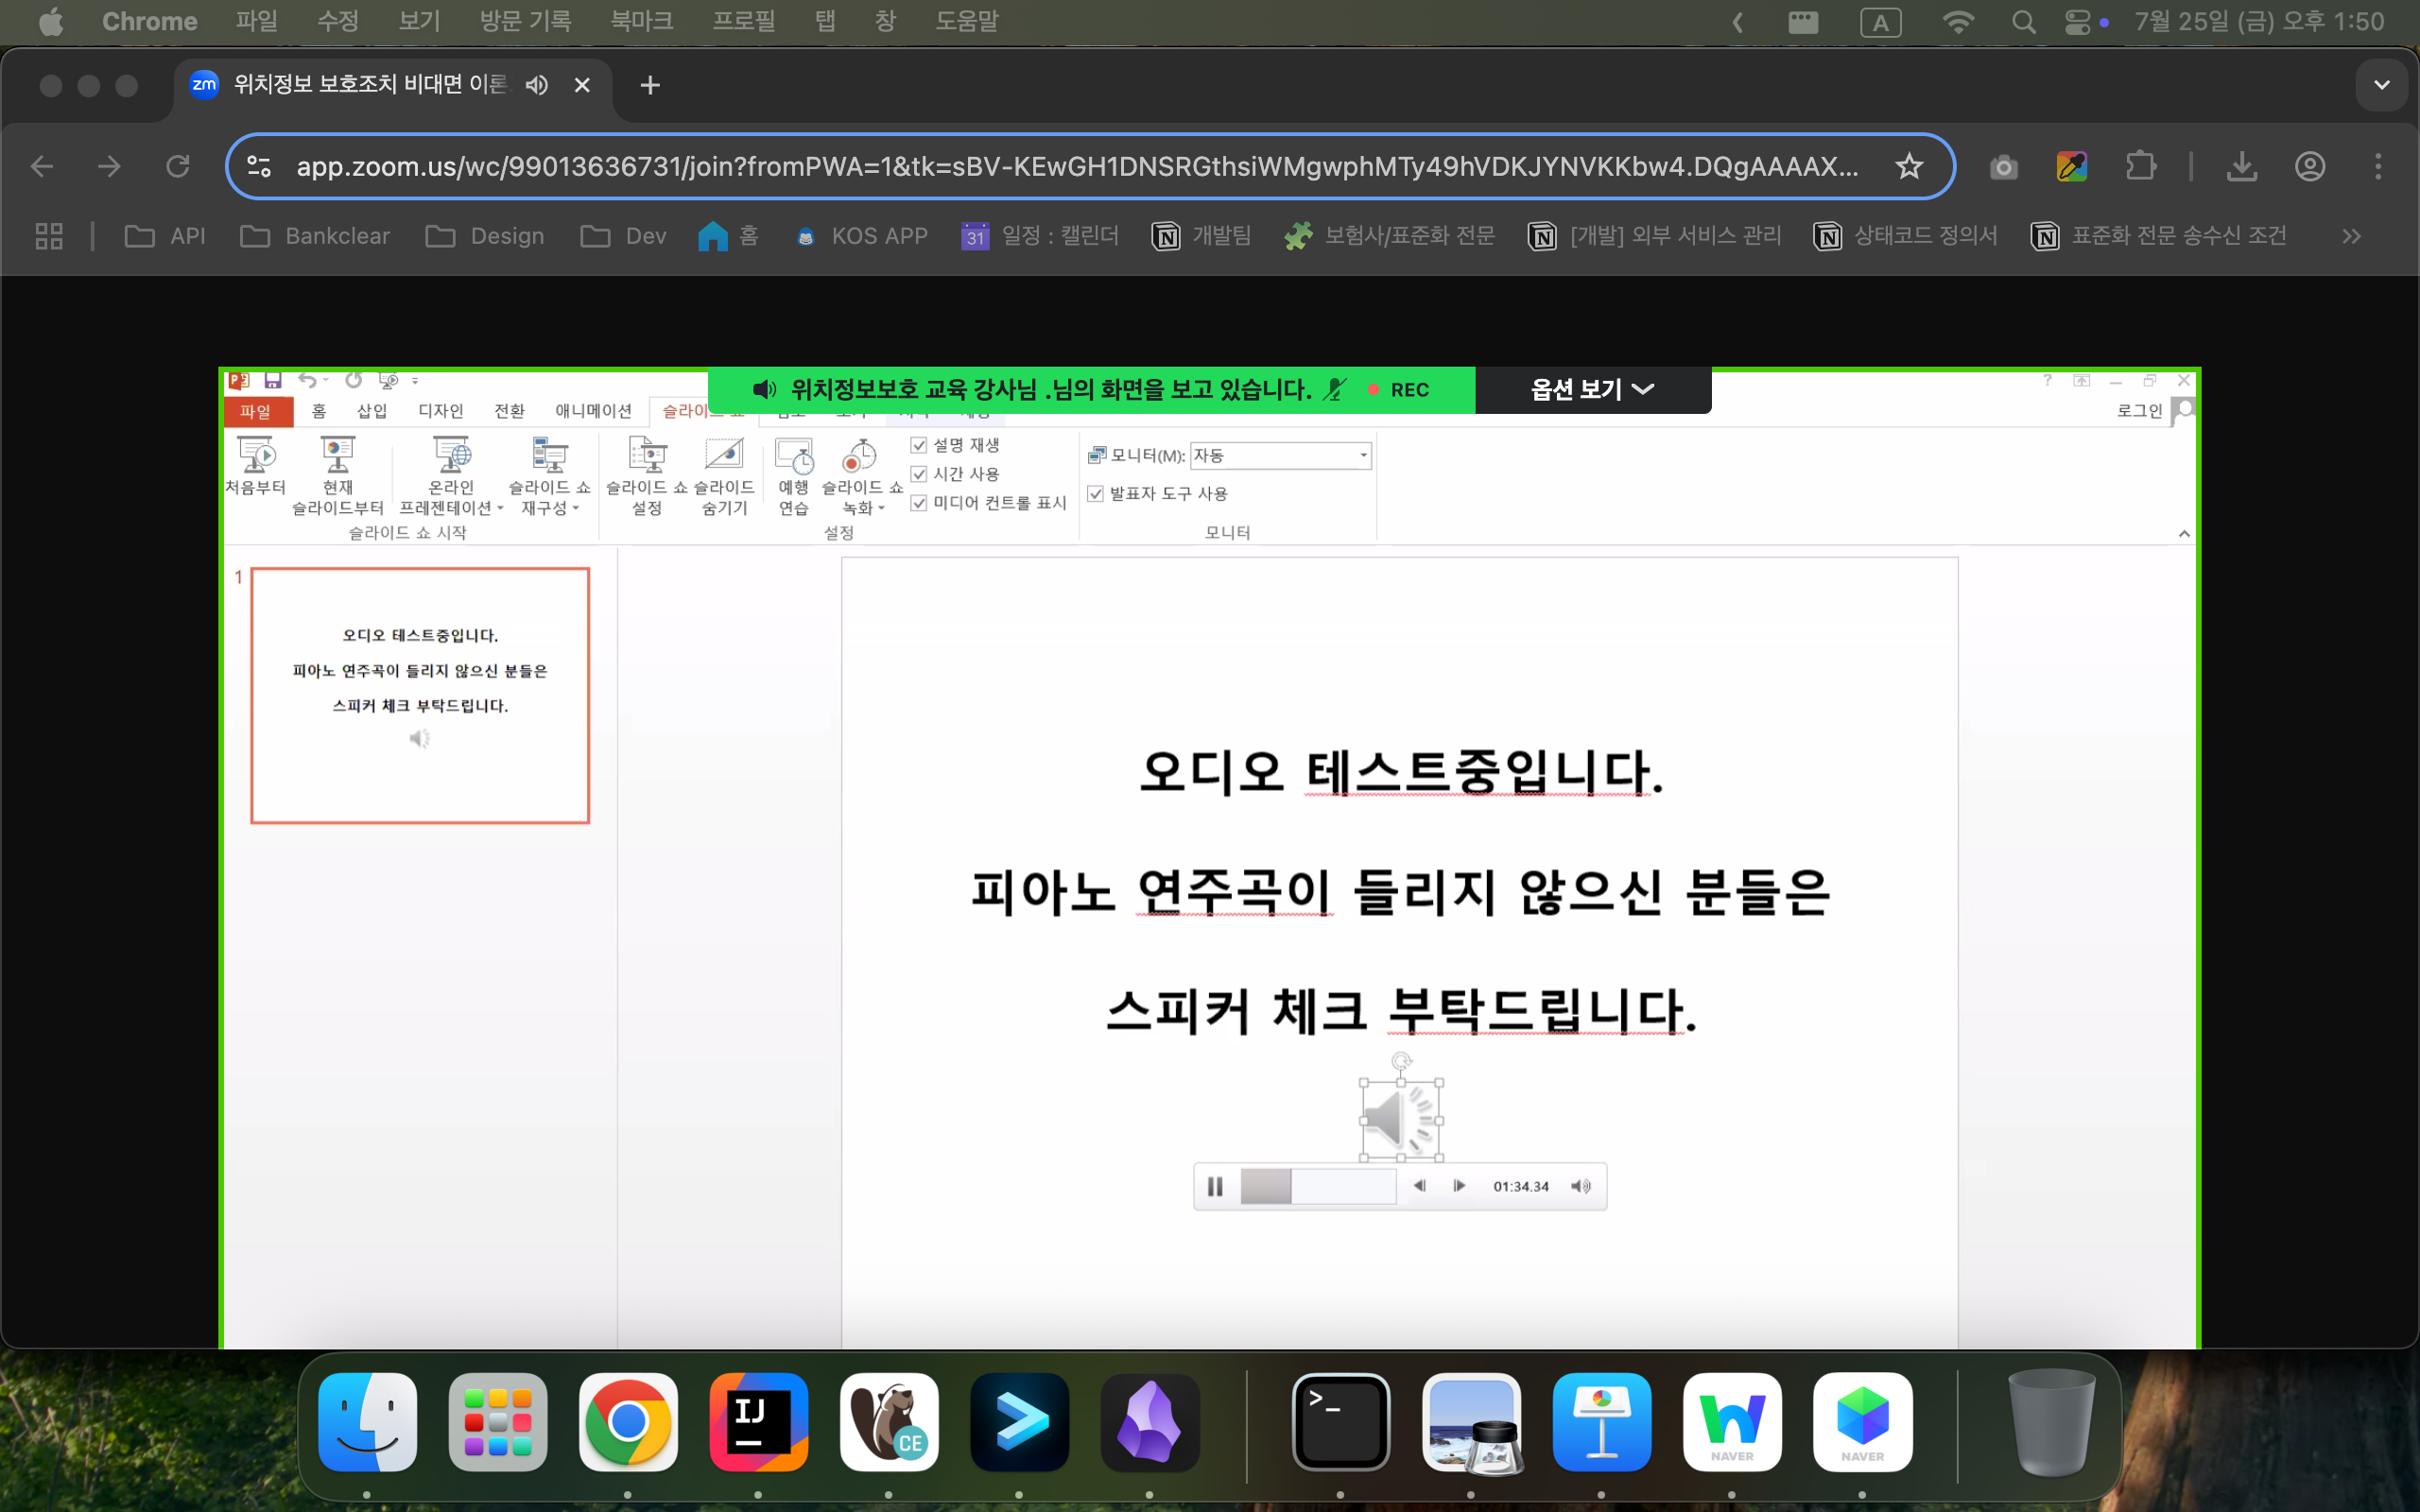 Chrome 파일 수정 보기 방문 기록 북마크 프로필 탭 창 도움말 A 7월 25일 (금) 오후 1:50
zm 위치정보 보호조치 비대면 이론
app.zoom.us/wc/99013636731/join?fromPWA=1&tk=sBV-KEwGH1DNSRGthsiWMgwphMTy49hVDKJYNVKKbw4.DQgAAAAX...
API Bankclear Design Dev 홈 KOS APP 31 일정 : 캘린더 개발팀 보험사/표준화 전문 [개발] 외부 서비스 관리 상태코드 정의서 표준화 전문 송수신 조건
위치정보보호 교육 강사님 .님의 화면을 보고 있습니다. REC 옵션 보기
파일 홈 삽입 디자인 전환 애니메이션 로그인
처음부터
현재
슬라이드부터
온라인
프레젠테이션
슬라이드 쇼
재구성
슬라이드 쇼 시작
슬라이드 쇼
설정
슬라이드
숨기기
예행
연습
슬라이드 쇼
녹화
설명 재생
시간 사용
미디어 컨트롤 표시
설정
모니터(M): 자동
발표자 도구 사용
모니터
1
오디오 테스트중입니다.
피아노 연주곡이 들리지 않으신 분들은
스피커 체크 부탁드립니다.
오디오 테스트중입니다.
피아노 연주곡이 들리지 않으신 분들은
스피커 체크 부탁드립니다.
01:34.34
IJ
CE
NAVER
NAVER